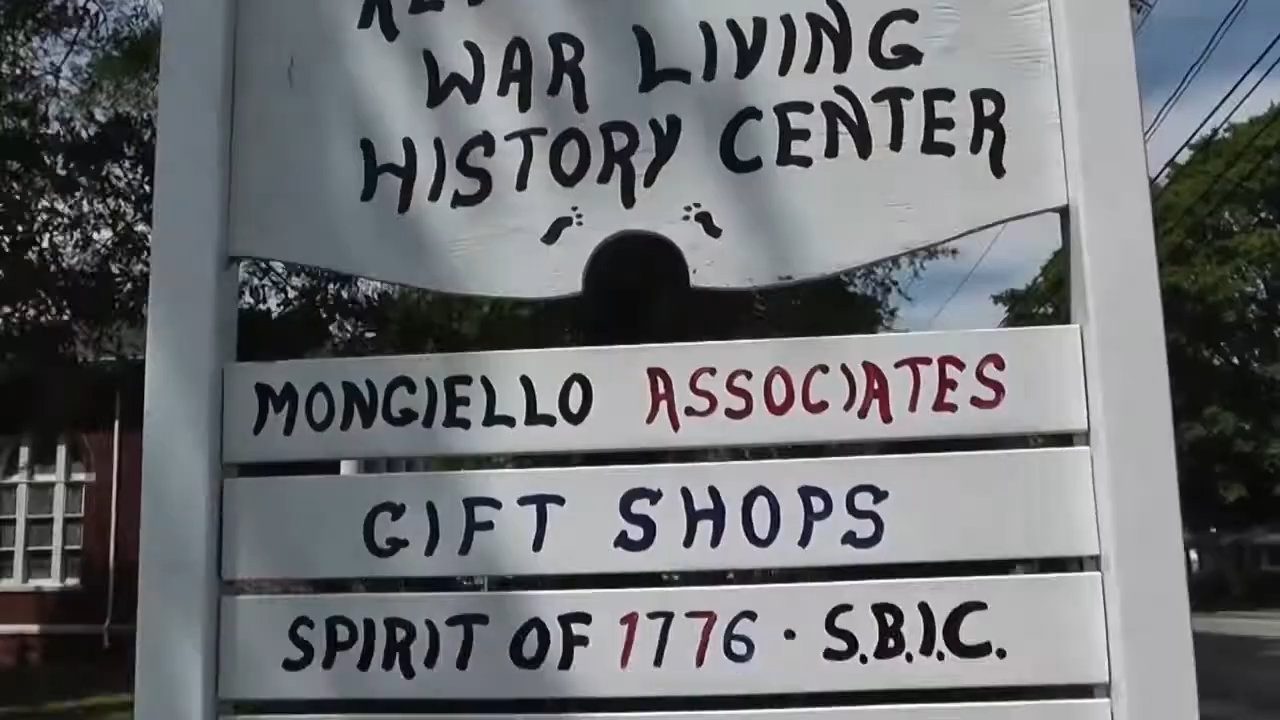 WAR LIVING
HISTORY CENTER
MONGIELLO ASSOCIATES
GIFT SHOPS
SPIRIT OF 1776 · S.B.I.C.